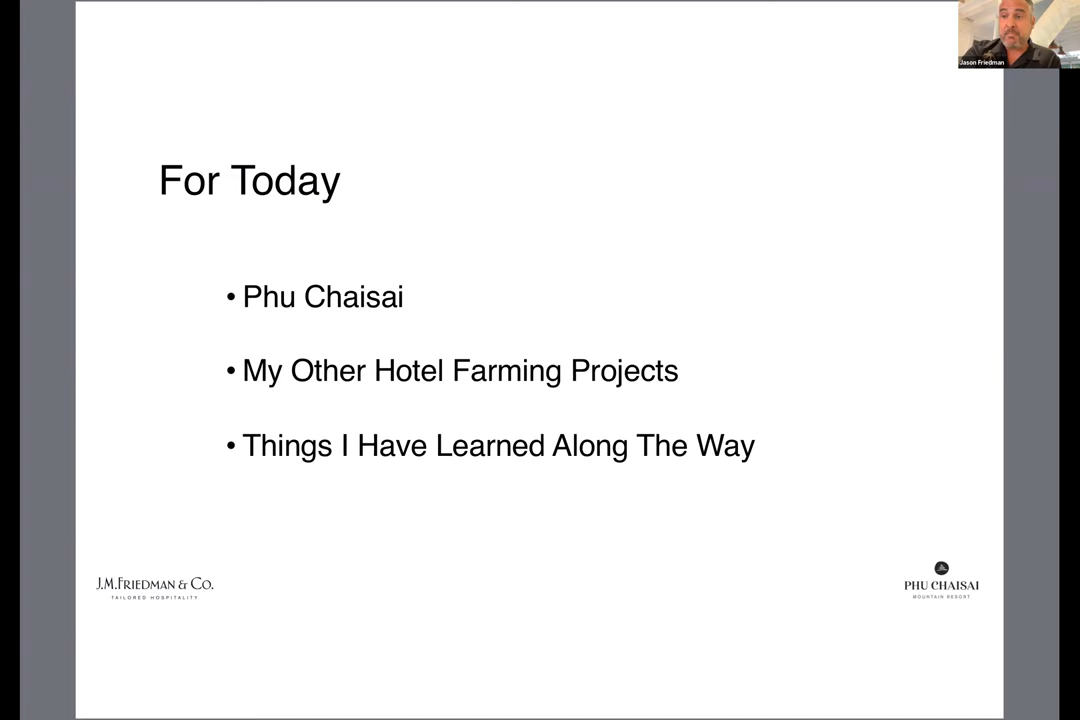 Jason Friedman
For Today
• Phu Chaisai
• My Other Hotel Farming Projects
• Things I Have Learned Along The Way
J.M.FRIEDMAN & CO.
TAILORED HOSPITALITY
PHU CHAISAI
MOUNTAIN RESORT